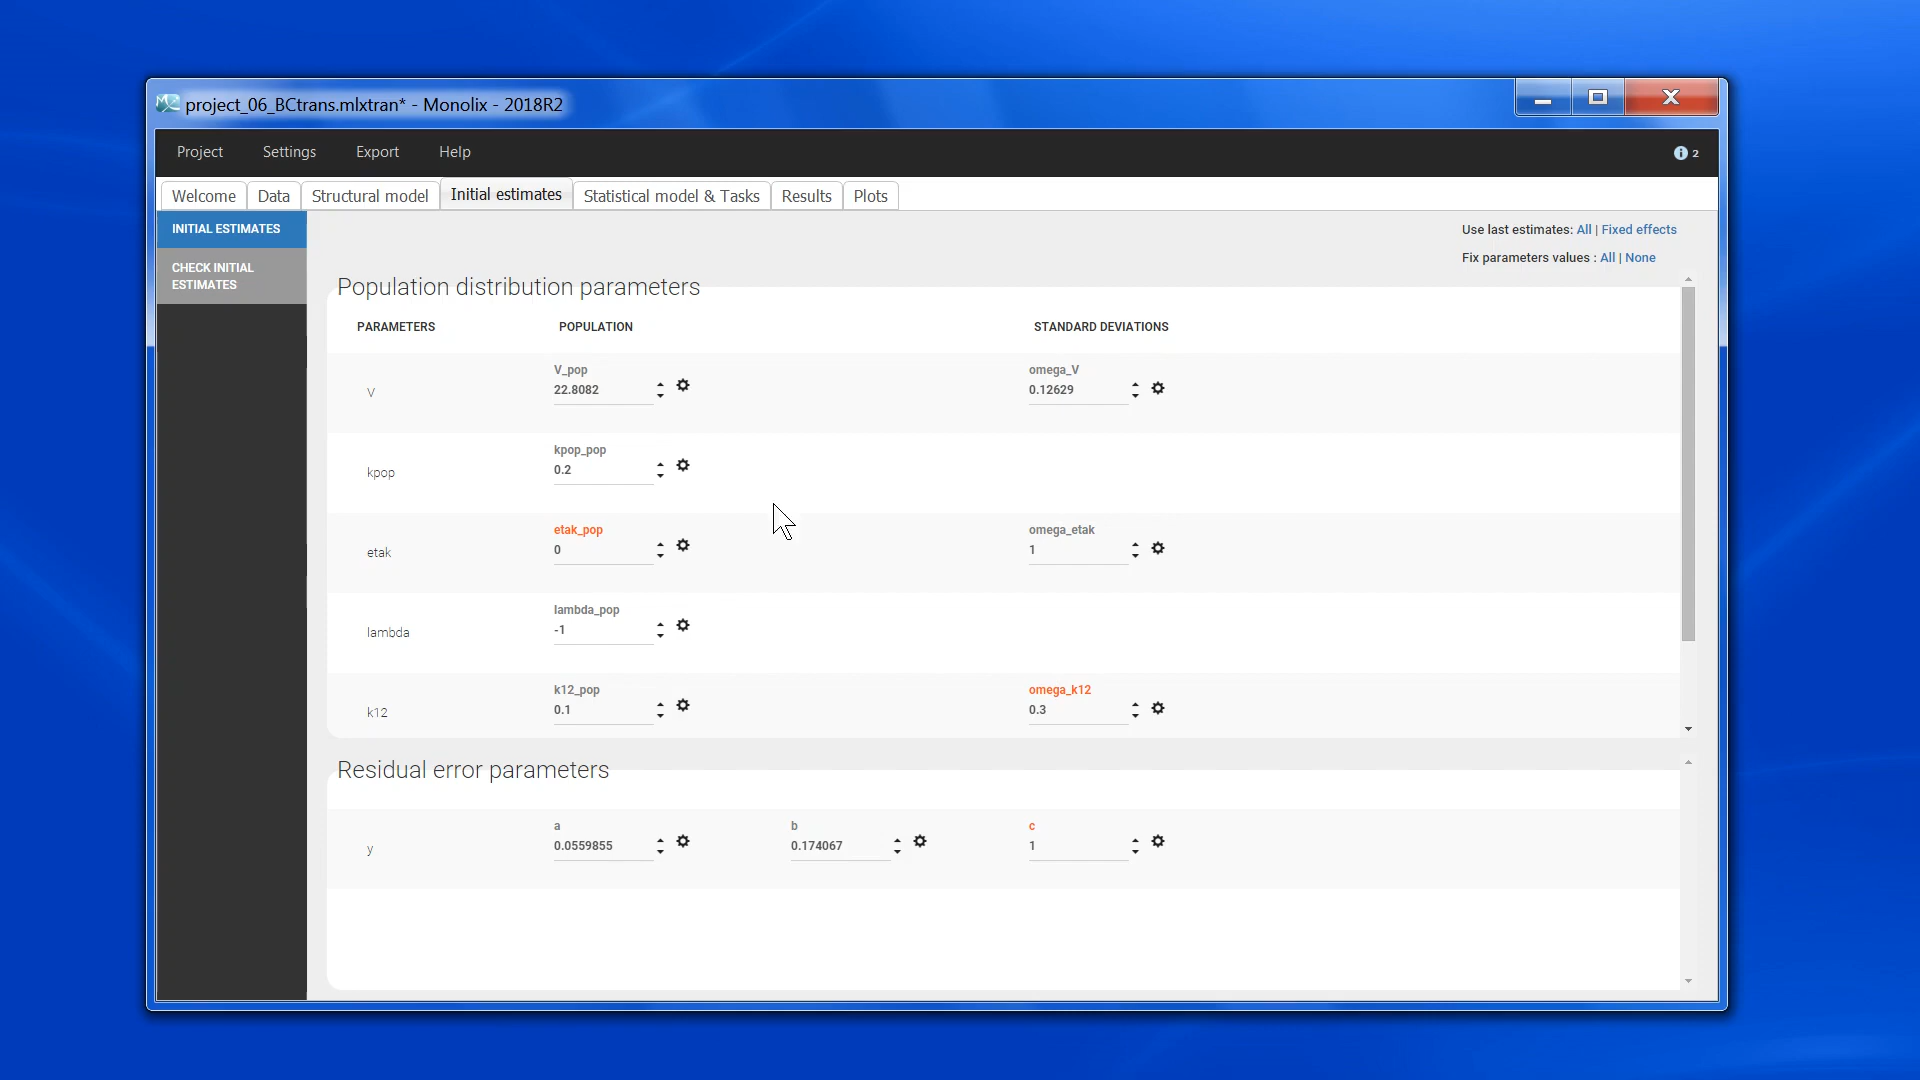 project_06_BCtrans.mlxtran* - Monolix - 2018R2
Project Settings Export Help 2
Welcome Data Structural model Initial estimates Statistical model & Tasks Results Plots
INITIAL ESTIMATES
CHECK INITIAL
ESTIMATES
Use last estimates: All | Fixed effects
Fix parameters values : All | None
Population distribution parameters
PARAMETERS POPULATION STANDARD DEVIATIONS
V_pop omega_V
V 22.8082 0.12629
kpop_pop
kpop 0.2
etak_pop omega_etak
etak 0 1
lambda_pop
lambda -1
k12_pop omega_k12
k12 0.1 0.3
Residual error parameters
a b c
y 0.0559855 0.174067 1